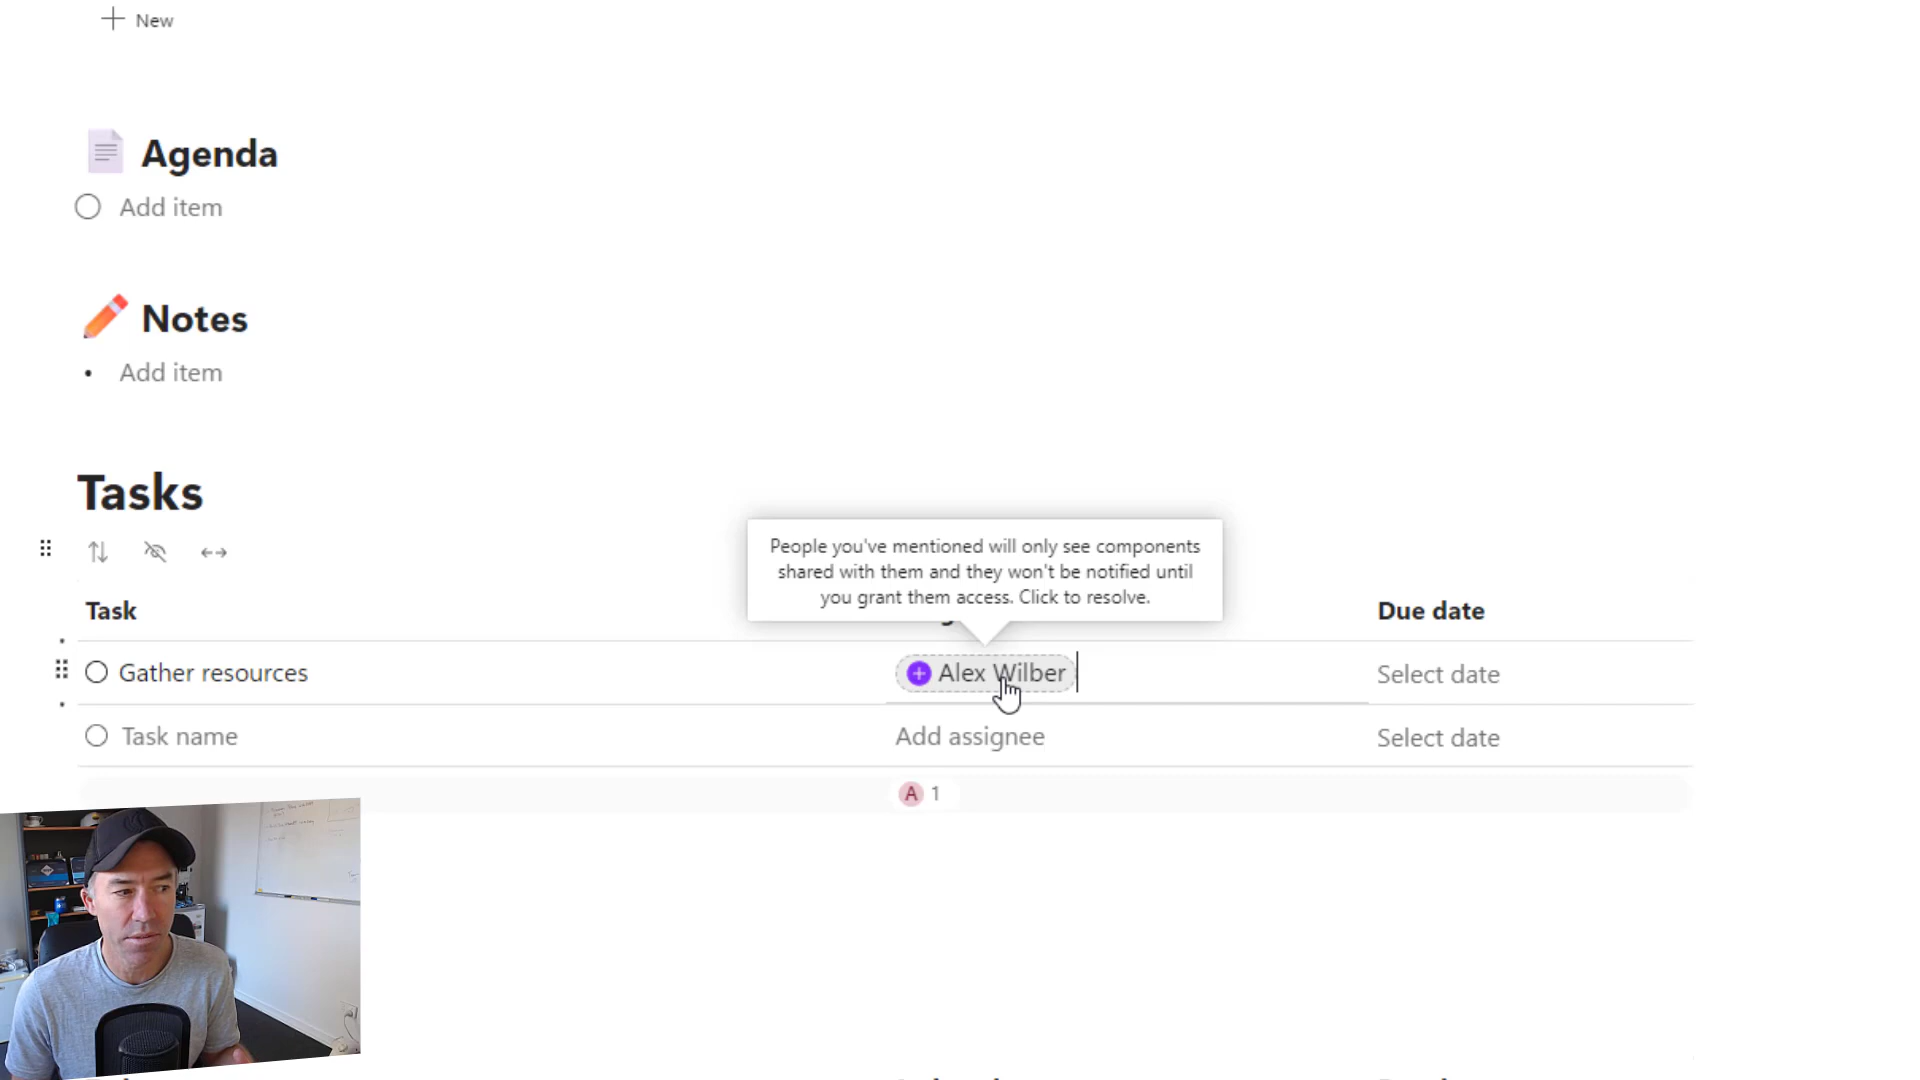 New
Agenda
Add item
Notes
Add item
Tasks
People you've mentioned will only see components
shared with them and they won't be notified until
you grant them access. Click to resolve.
Task
Due date
Gather resources
Alex Wilber
Select date
Task name
Add assignee
Select date
A 1